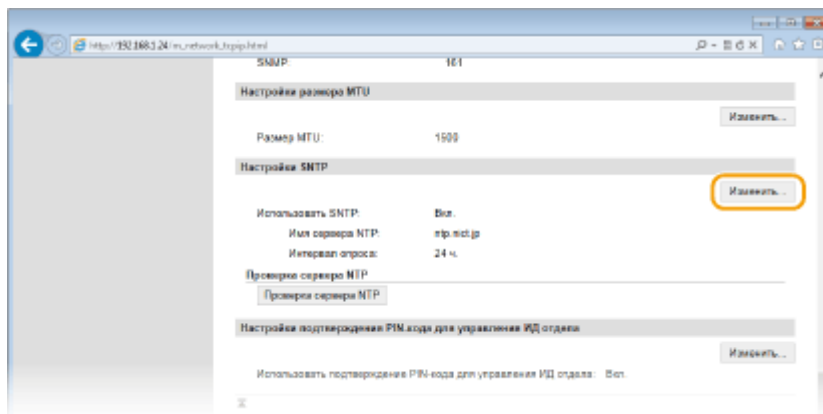 http://192.168.1.24/m_network_tcpip.html
SNMP: 161
Настройки размера MTU
Изменить...
Размер MTU: 1500
Настройки SNTP
Изменить...
Использовать SNTP: Вкл.
Имя сервера NTP: ntp.nict.jp
Интервал опроса: 24 ч.
Проверка сервера NTP
Проверка сервера NTP
Настройки подтверждения PIN-кода для управления ИД отдела
Изменить...
Использовать подтверждение PIN-кода для управления ИД отдела: Вкл.